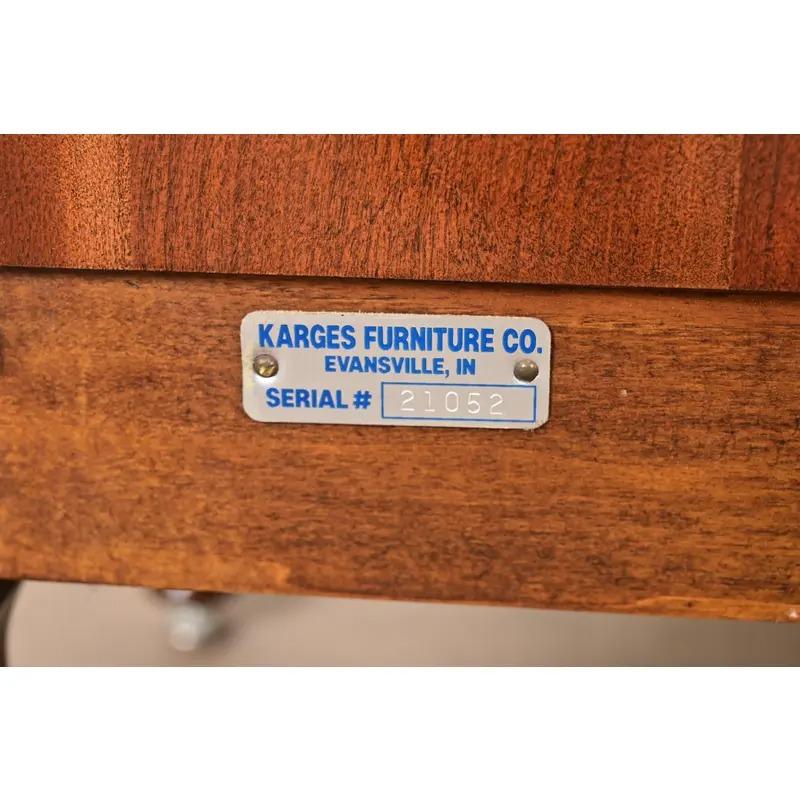 KARGES FURNITURE CO.
EVANSVILLE, IN
SERIAL # 21052